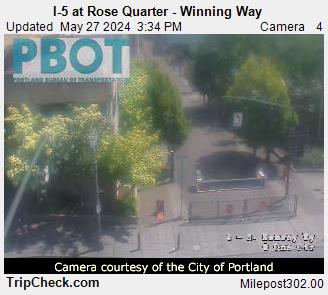 I-5 at Rose Quarter - Winning Way
Updated May 27 2024 3:34 PM Camera 4
PBOT
PORTLAND BUREAU OF TRANSPORTATION
Camera courtesy of the City of Portland
TripCheck.com Milepost302.00